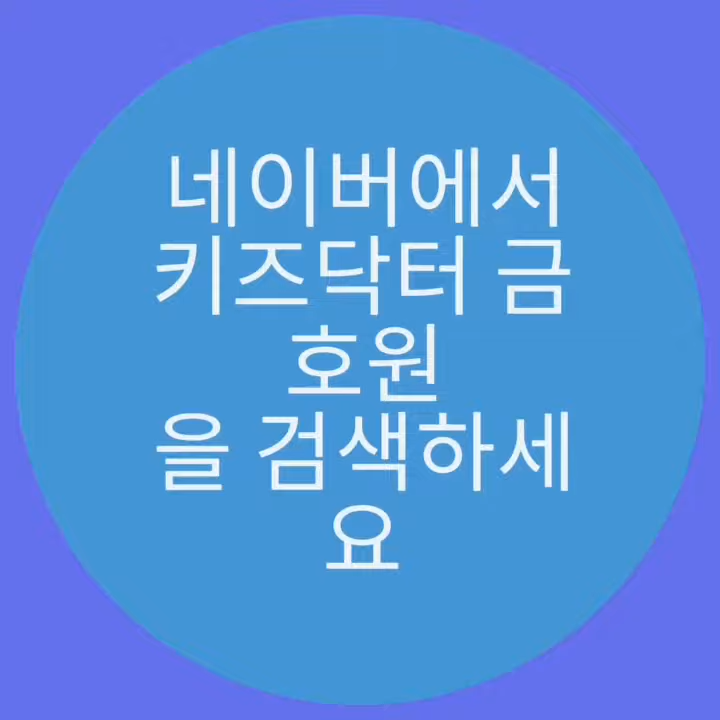 네이버에서
키즈닥터 금
호원
을 검색하세
요